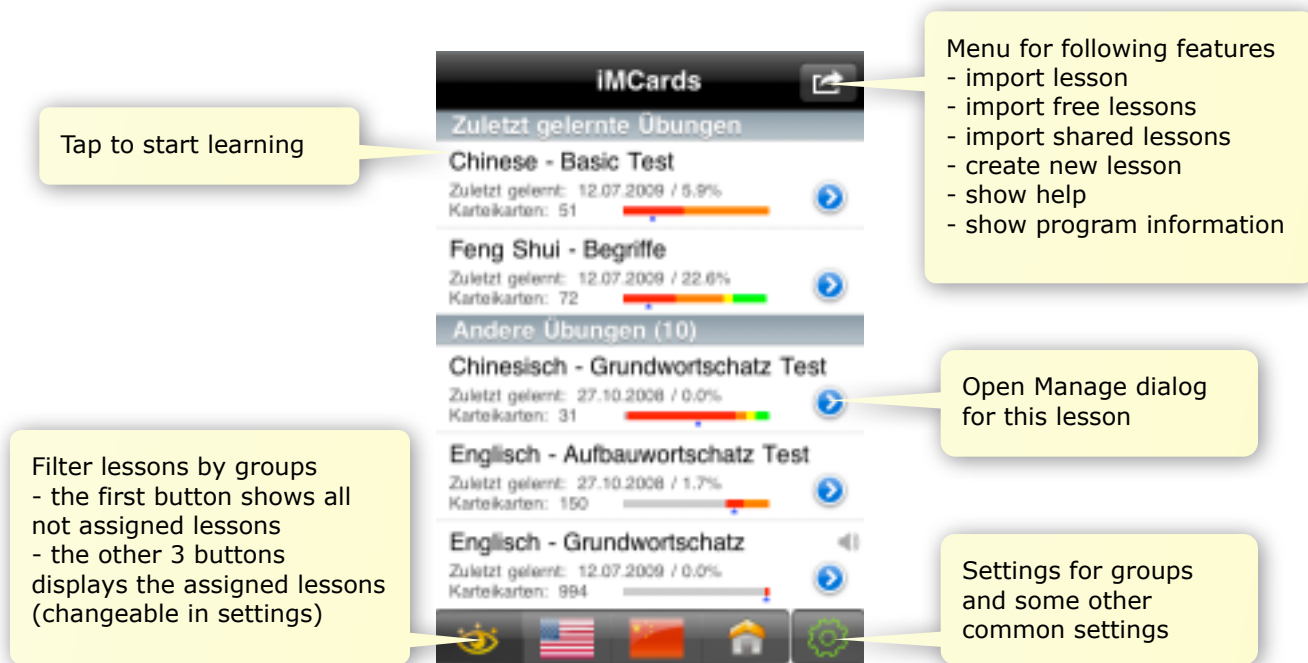 Tap to start learning
iMCards
Zuletzt gelernte Übungen
Chinese - Basic Test
Zuletzt gelernt: 12.07.2009 / 5.9%
Karteikarten: 51
Feng Shui - Begriffe
Zuletzt gelernt: 12.07.2009 / 22.6%
Karteikarten: 72
Andere Übungen (10)
Chinesisch - Grundwortschatz Test
Zuletzt gelernt: 27.10.2008 / 0.0%
Karteikarten: 31
Englisch - Aufbauwortschatz Test
Zuletzt gelernt: 27.10.2008 / 1.7%
Karteikarten: 150
Englisch - Grundwortschatz
Zuletzt gelernt: 12.07.2009 / 0.0%
Karteikarten: 994
Menu for following features
- import lesson
- import free lessons
- import shared lessons
- create new lesson
- show help
- show program information
Open Manage dialog
for this lesson
Filter lessons by groups
- the first button shows all
not assigned lessons
- the other 3 buttons
displays the assigned lessons
(changeable in settings)
Settings for groups
and some other
common settings